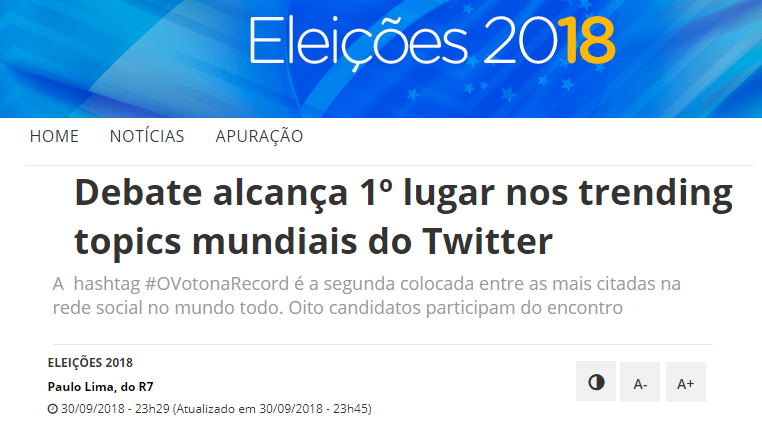 Eleições 2018
HOME NOTÍCIAS APURAÇÃO
Debate alcança 1º lugar nos trending
topics mundiais do Twitter
A hashtag #OVotonaRecord é a segunda colocada entre as mais citadas na
rede social no mundo todo. Oito candidatos participam do encontro
ELEIÇÕES 2018
Paulo Lima, do R7
30/09/2018 - 23h29 (Atualizado em 30/09/2018 - 23h45)
A- A+